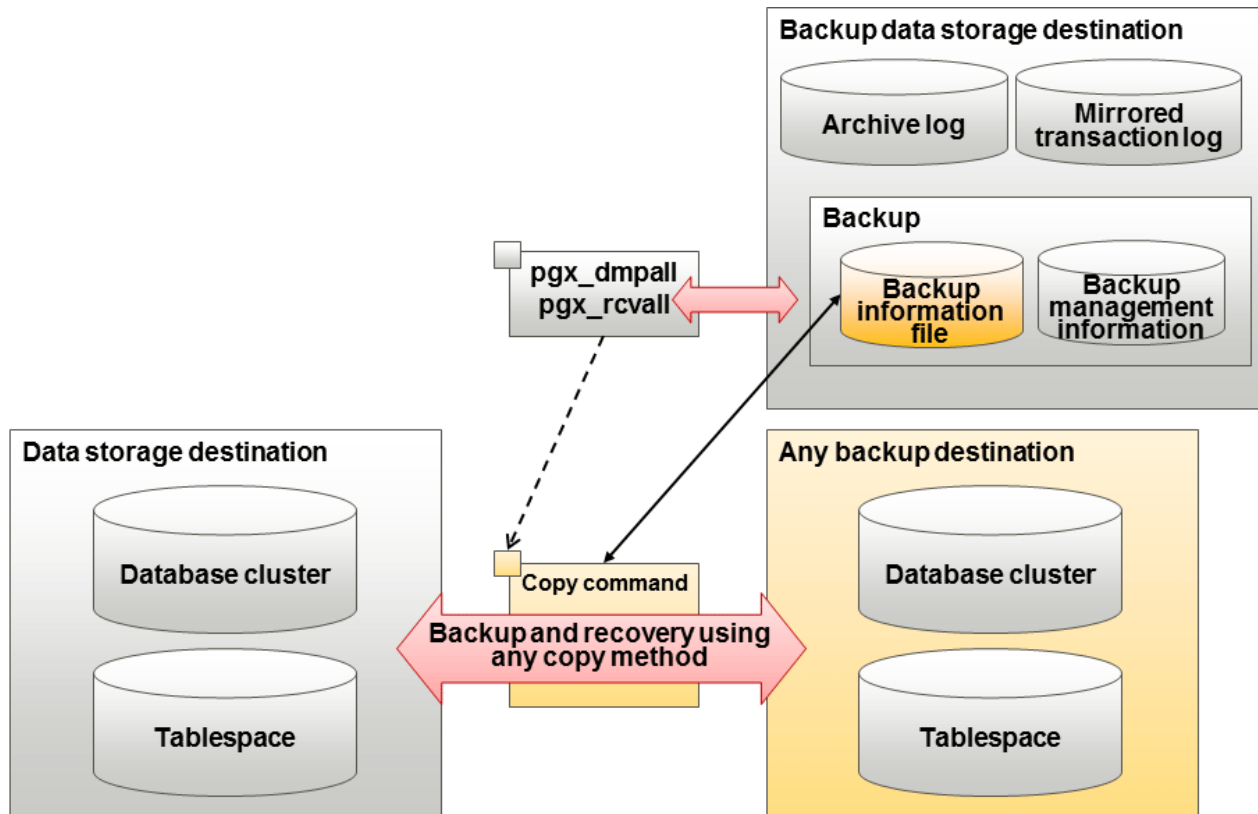 Backup data storage destination
Archive log
Mirrored
transaction log
Backup
pgx_dmpall
pgx_rcvall
Backup
information
file
Backup
management
information
Data storage destination
Any backup destination
Database cluster
Copy command
Database cluster
Backup and recovery using
any copy method
Tablespace
Tablespace